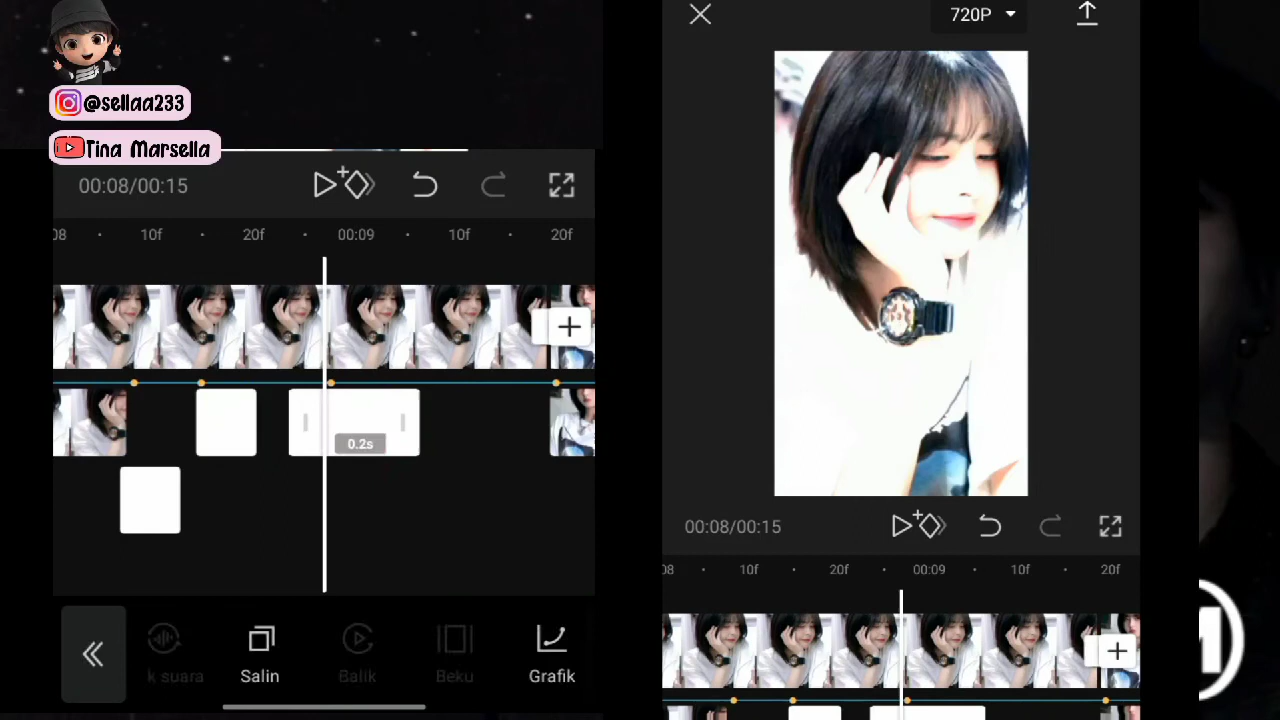 @sellaa233
Tina Marsella
00:08/00:15
08 10f 20f 00:09 10f 20f
0.2s
k suara Salin Balik Beku Grafik
720P
00:08/00:15
08 10f 20f 00:09 10f 20f